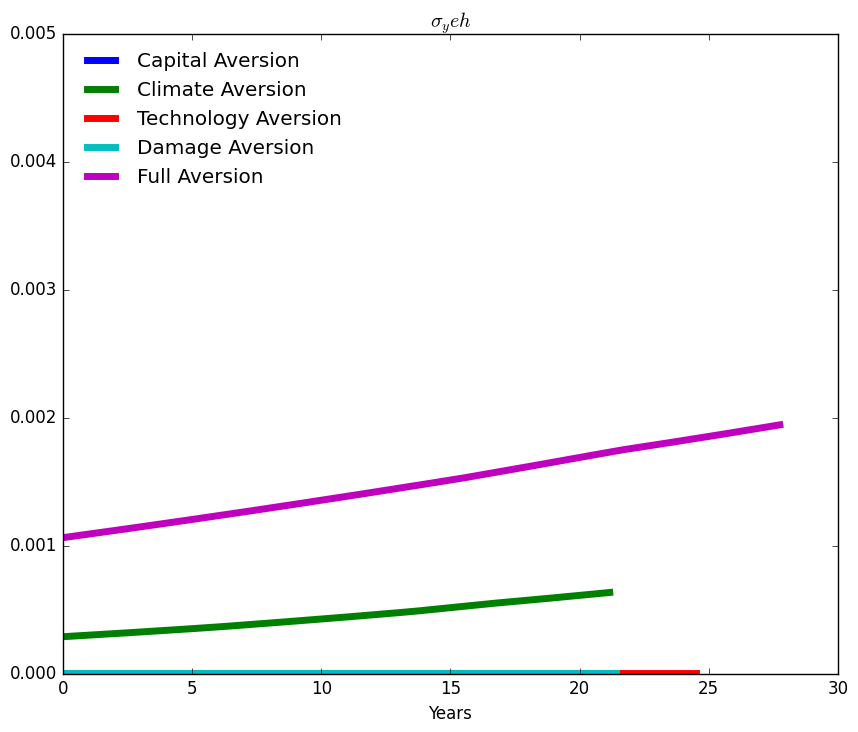 σ_y eh
0.005
Capital Aversion
Climate Aversion
Technology Aversion
Damage Aversion
Full Aversion
0.004
0.003
0.002
0.001
0.000
0 5 10 15 20 25 30
Years